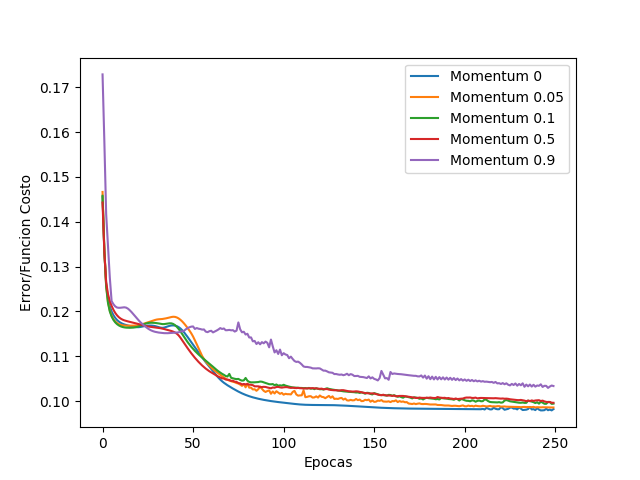 Momentum 0
Momentum 0.05
Momentum 0.1
Momentum 0.5
Momentum 0.9
Error/Funcion Costo
0.17
0.16
0.15
0.14
0.13
0.12
0.11
0.10
0 50 100 150 200 250
Epocas